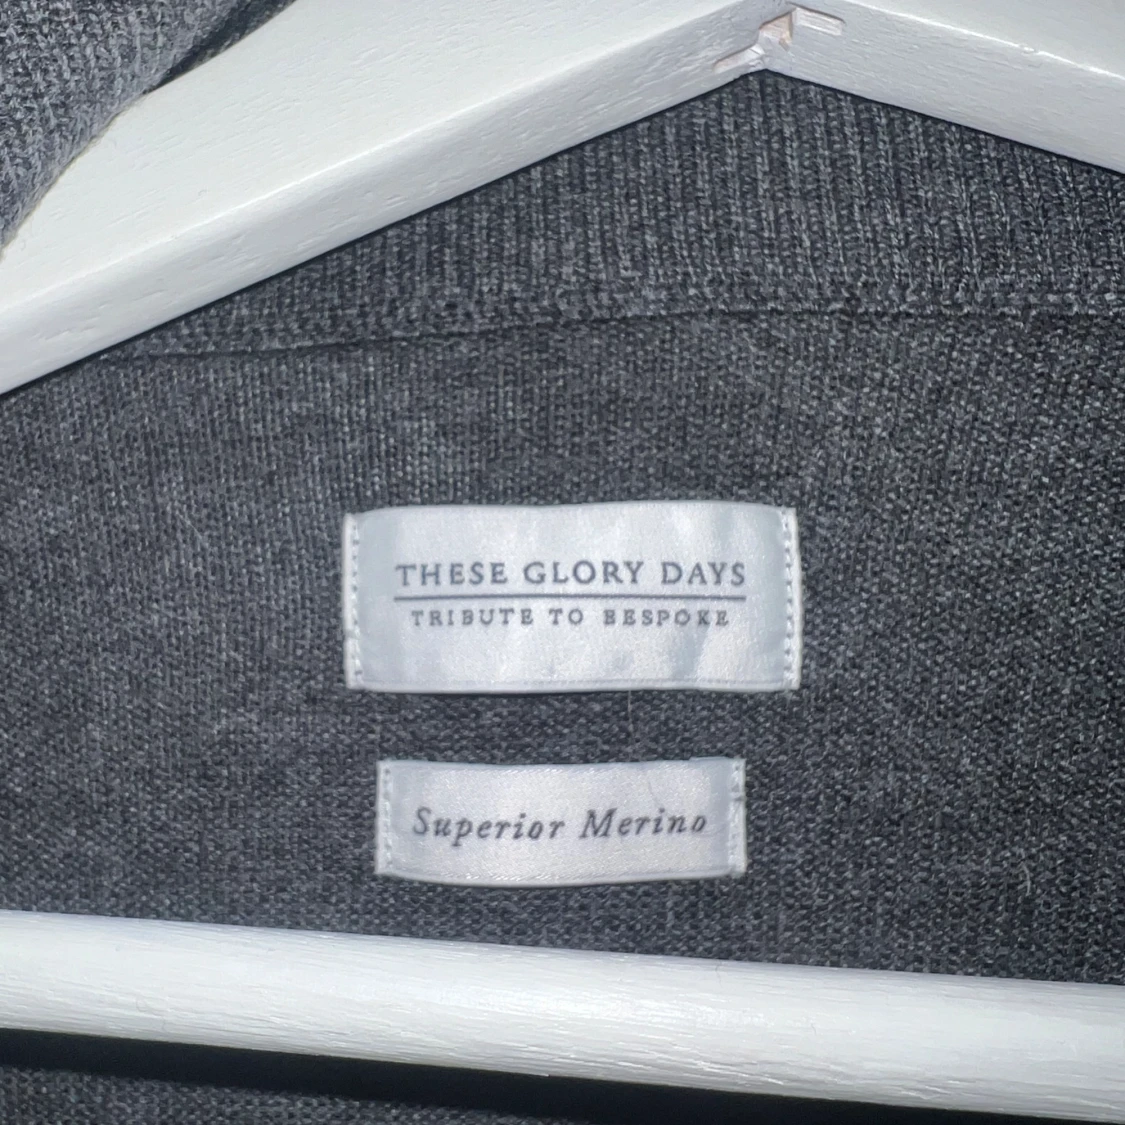 THESE GLORY DAYS
TRIBUTE TO BESPOKE
Superior Merino